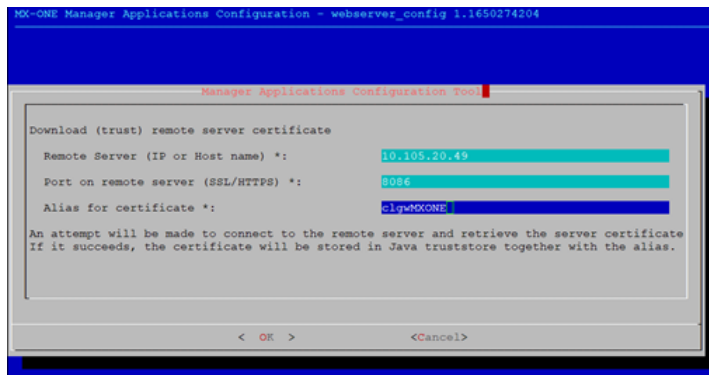 MX-ONE Manager Applications Configuration - webserver_config 1.1650274204
Manager Applications Configuration Tool
Download (trust) remote server certificate
Remote Server (IP or Host name) *: 10.105.20.49
Port on remote server (SSL/HTTPS) *: 8086
Alias for certificate *: clgwMXONE
An attempt will be made to connect to the remote server and retrieve the server certificate
If it succeeds, the certificate will be stored in Java truststore together with the alias.
< OK > <Cancel>